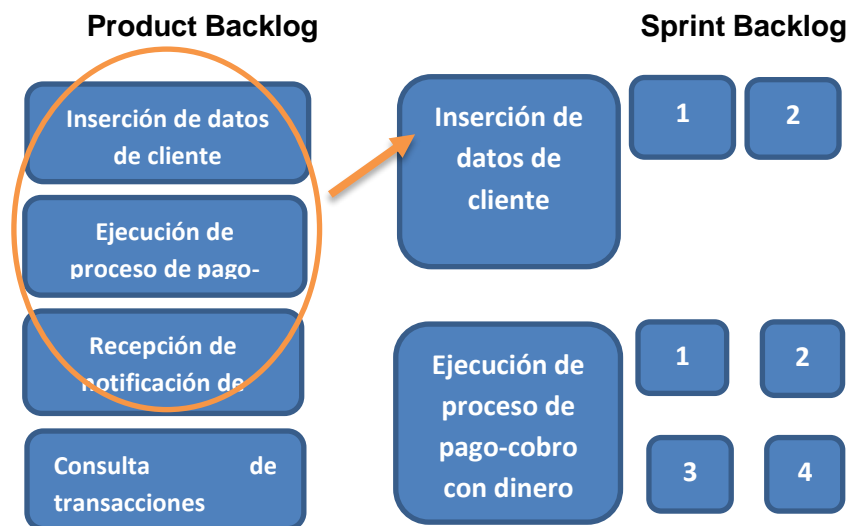 Product Backlog
Sprint Backlog
Inserción de datos
de cliente
Ejecución de
proceso de pago-
Recepción de
notificación de
Consulta de
transacciones
Inserción de
datos de
cliente
1
2
Ejecución de
proceso de
pago-cobro
con dinero
1
2
3
4